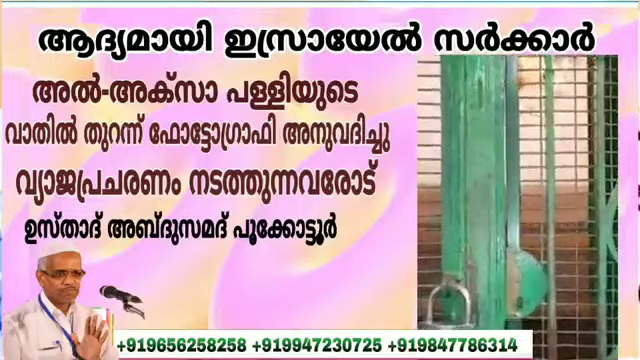 ആദ്യമായി ഇസ്രായേൽ സർക്കാർ
അൽ-അക്സാ പള്ളിയുടെ
വാതിൽ തുറന്ന് ഫോട്ടോഗ്രാഫി അനുവദിച്ചു
വ്യാജപ്രചരണം നടത്തുന്നവരോട്
ഉസ്താദ് അബ്ദുസമദ് പൂക്കോട്ടൂർ
+919656258258 +919947230725 +919847786314